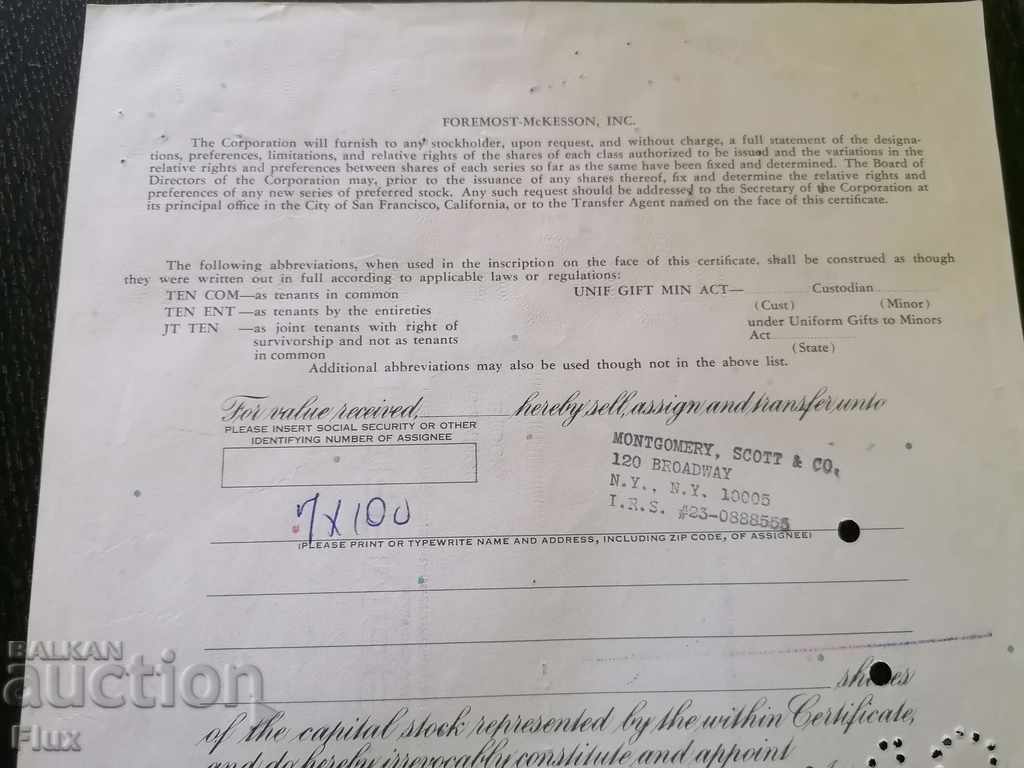 FOREMOST-McKESSON, INC.
The Corporation will furnish to any stockholder, upon request, and without charge, a full statement of the designa-
tions, preferences, limitations, and relative rights of the shares of each class authorized to be issued and the variations in the
relative rights and preferences between shares of each series so far as the same have been fixed and determined. The Board of
Directors of the Corporation may, prior to the issuance of any shares thereof, fix and determine the relative rights and
preferences of any new series of preferred stock. Any such request should be addressed to the Secretary of the Corporation at
its principal office in the City of San Francisco, California, or to the Transfer Agent named on the face of this certificate.
The following abbreviations, when used in the inscription on the face of this certificate, shall be construed as though
they were written out in full according to applicable laws or regulations:
TEN COM—as tenants in common
TEN ENT—as tenants by the entireties
JT TEN —as joint tenants with right of
survivorship and not as tenants
in common
UNIF GIFT MIN ACT— Custodian
(Cust) (Minor)
under Uniform Gifts to Minors
Act
(State)
Additional abbreviations may also be used though not in the above list.
For value received, hereby sell, assign and transfer unto
PLEASE INSERT SOCIAL SECURITY OR OTHER
IDENTIFYING NUMBER OF ASSIGNEE
MONTGOMERY, SCOTT & CO.
120 BROADWAY
N.Y., N.Y. 10005
I.R.S. #23-0888555
7 X 100
(PLEASE PRINT OR TYPEWRITE NAME AND ADDRESS, INCLUDING ZIP CODE, OF ASSIGNEE)
shares
of the capital stock represented by the within Certificate,
and do hereby irrevocably constitute and appoint
BALKAN
auction
Flux